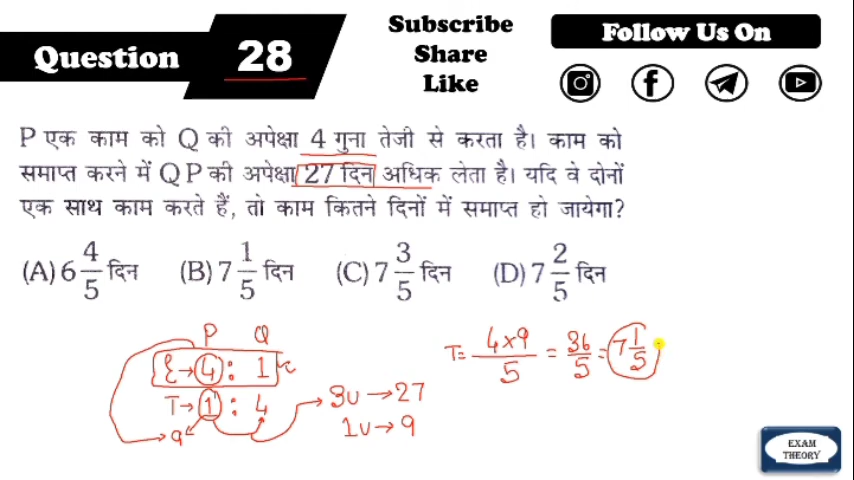 Question 28
Subscribe
Share
Like
Follow Us On
P एक काम को Q की अपेक्षा 4 गुना तेजी से करता है। काम को
समाप्त करने में Q P की अपेक्षा 27 दिन अधिक लेता है। यदि वे दोनों
एक साथ काम करते हैं, तो काम कितने दिनों में समाप्त हो जायेगा?
(A) 6 4/5 दिन (B) 7 1/5 दिन (C) 7 3/5 दिन (D) 7 2/5 दिन
P Q
E→ 4 : 1
T→ 1 : 4
9
3u → 27
1u → 9
T= 4×9/5 = 36/5 = 7 1/5
EXAM
THEORY